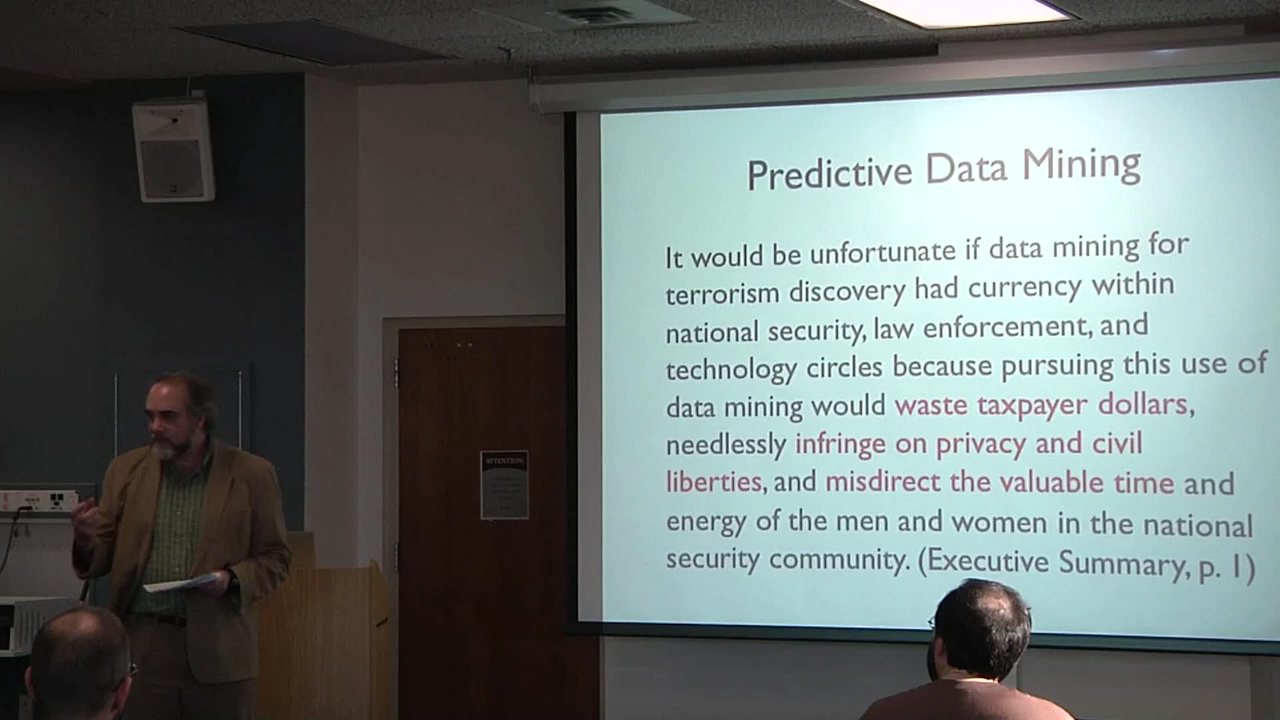 Predictive Data Mining
It would be unfortunate if data mining for
terrorism discovery had currency within
national security, law enforcement, and
technology circles because pursuing this use of
data mining would waste taxpayer dollars,
needlessly infringe on privacy and civil
liberties, and misdirect the valuable time and
energy of the men and women in the national
security community. (Executive Summary, p. 1)
ATTENTION